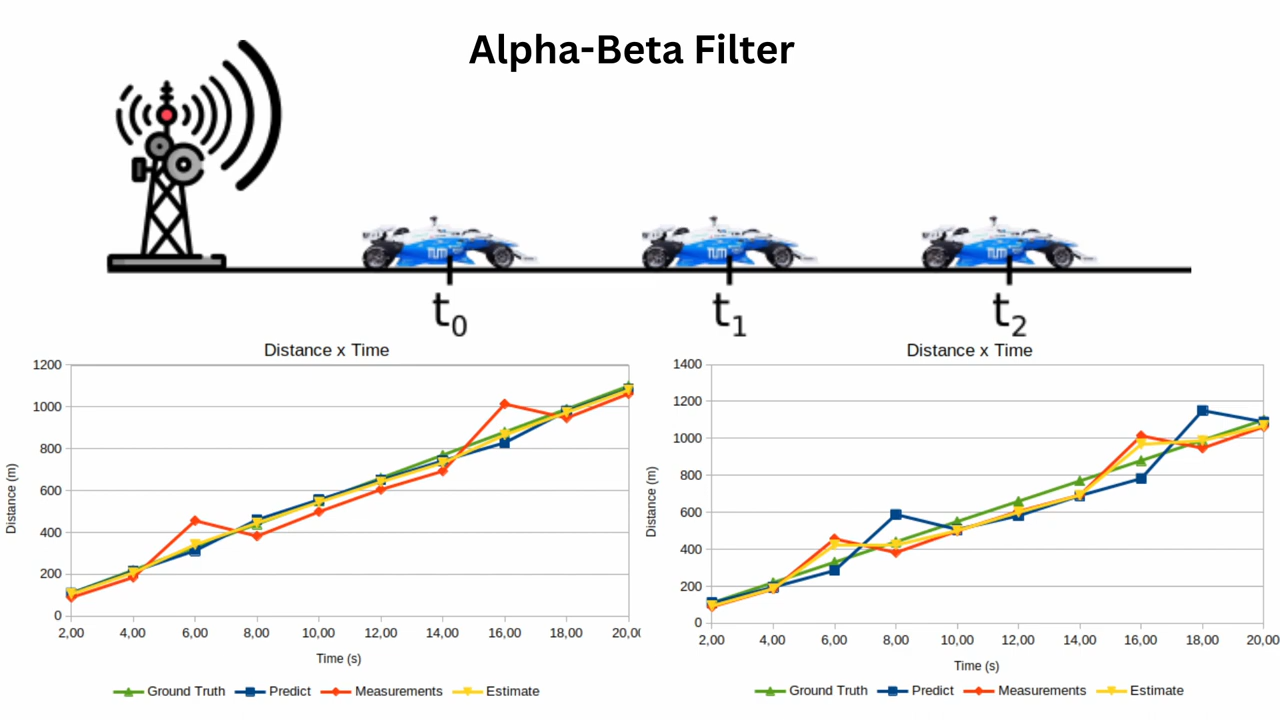 Alpha-Beta Filter
TUM TUM TUM
t0 t1 t2
Distance x Time
1200
1000
800
600
400
200
0
Distance (m)
2,00 4,00 6,00 8,00 10,00 12,00 14,00 16,00 18,00 20,00
Time (s)
Ground Truth Predict Measurements Estimate
Distance x Time
1400
1200
1000
800
600
400
200
0
Distance (m)
2,00 4,00 6,00 8,00 10,00 12,00 14,00 16,00 18,00 20,00
Time (s)
Ground Truth Predict Measurements Estimate